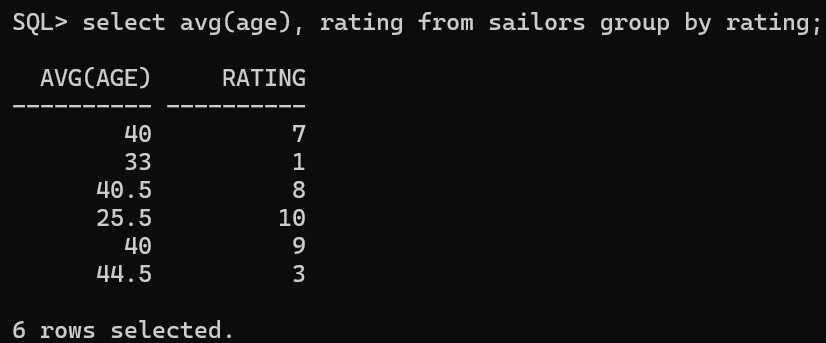 SQL> select avg(age), rating from sailors group by rating;
  AVG(AGE)     RATING
---------- ----------
        40          7
        33          1
      40.5          8
      25.5         10
        40          9
      44.5          3
6 rows selected.